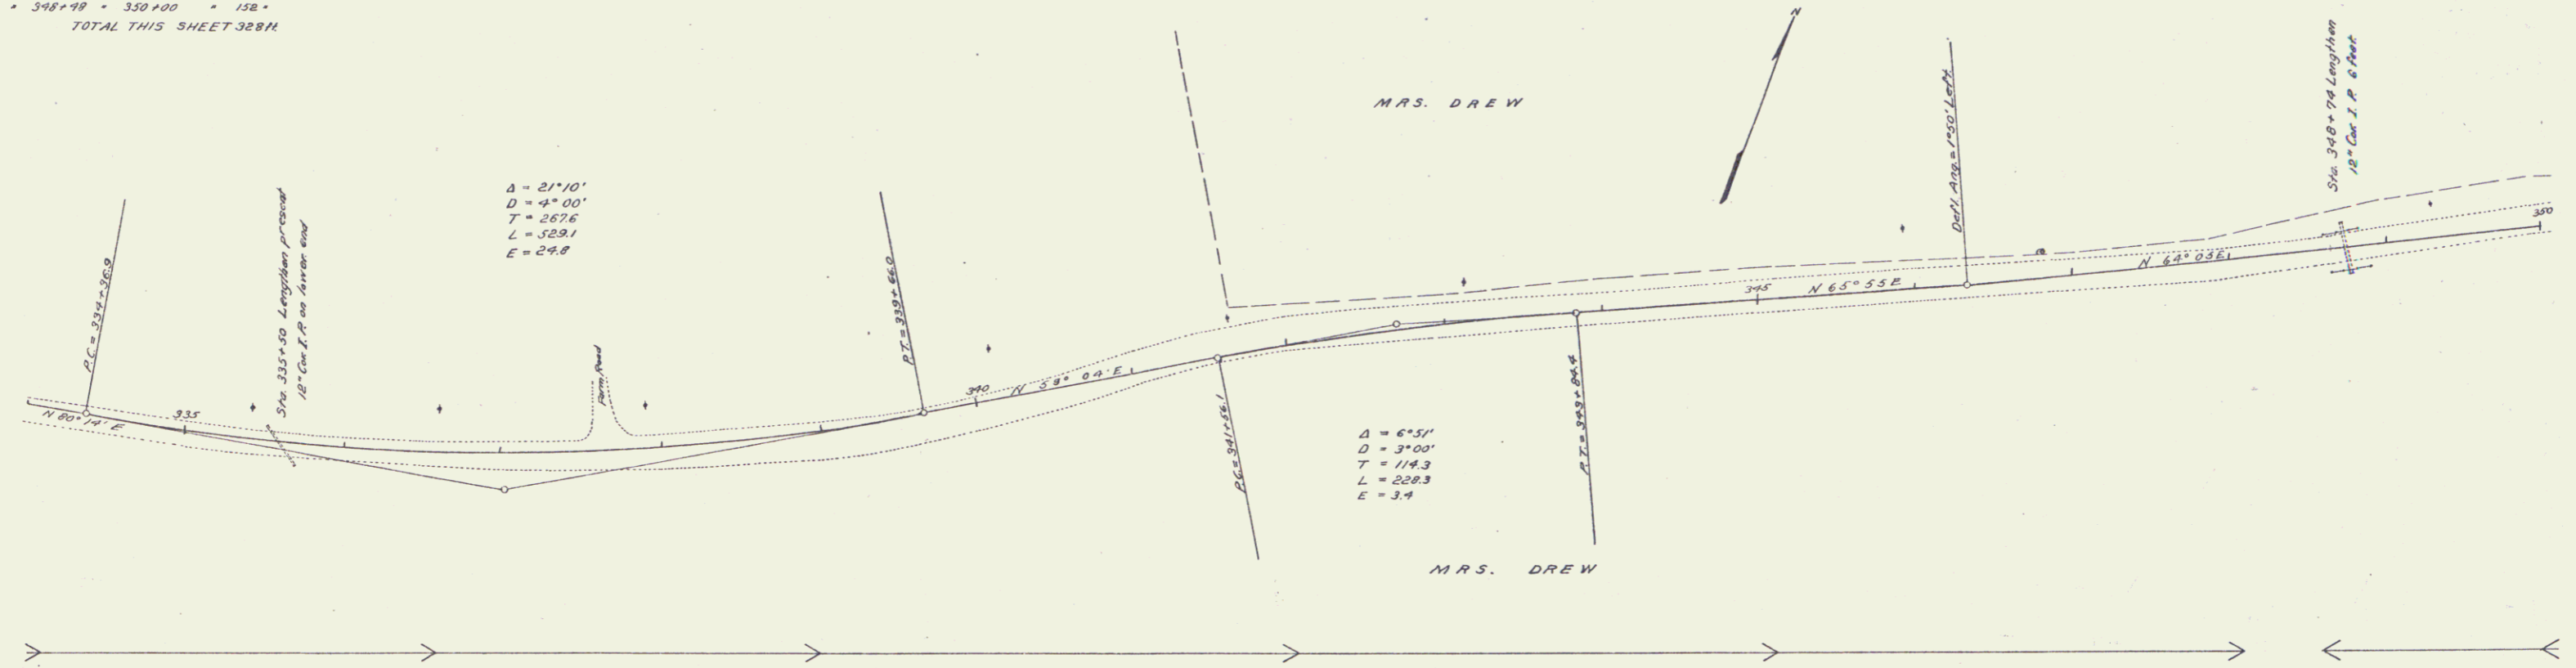 " 348+48 " 350+00 " 152 "
TOTAL THIS SHEET 328 ft.
N
MRS. DREW
Sta. 348+74 Lengthen
12" Cor. I. P. 6 feet.
Defl. Ang. = 1°50' Left.
Δ = 21°10'
D = 4°00'
T = 267.6
L = 529.1
E = 24.8
P.C. = 334+36.9
Sta. 335+50 Lengthen present
12" Cor. I. P. on lower end
Farm Road
P.T. = 339+66.0
350
N 64° 05 E
N 65° 55 E
345
340
N 59° 04' E
N 80° 14' E
335
P.C. = 341+56.1
P.T. = 343+84.4
Δ = 6°51'
D = 3°00'
T = 114.3
L = 228.3
E = 3.4
MRS. DREW